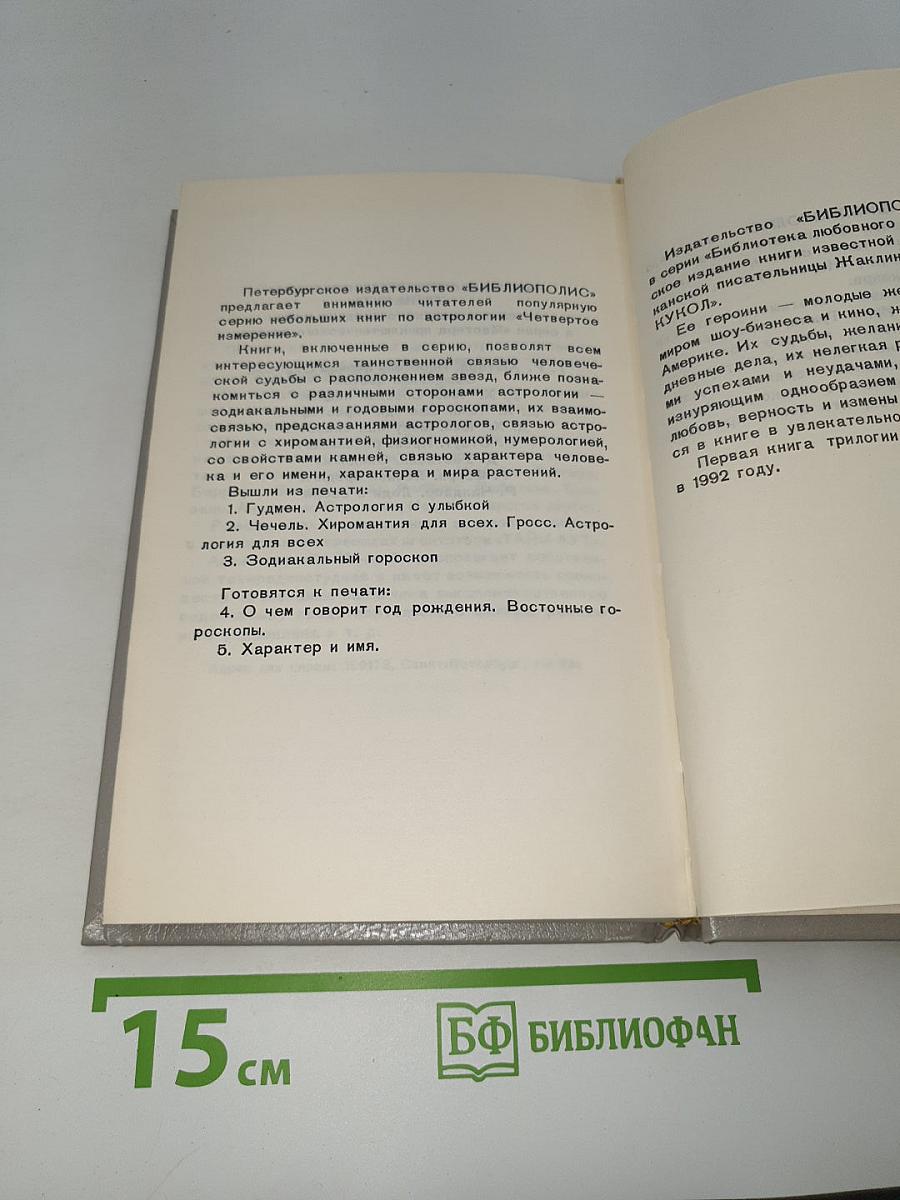 Петербургское издательство «БИБЛИОПОЛИС»
предлагает вниманию читателей популярную
серию небольших книг по астрологии «Четвертое
измерение».
Книги, включенные в серию, позволят всем
интересующимся таинственной связью человече-
ской судьбы с расположением звезд, ближе позна-
комиться с различными сторонами астрологии —
зодиакальными и годовыми гороскопами, их взаимо-
связью, предсказаниями астрологов, связью астро-
логии с хиромантией, физиогномикой, нумерологией,
со свойствами камней, связью характера челове-
ка и его имени, характера и мира растений.
Вышли из печати:
1. Гудмен. Астрология с улыбкой
2. Чечель. Хиромантия для всех. Гросс. Астро-
логия для всех
3. Зодиакальный гороскоп
Готовятся к печати:
4. О чем говорит год рождения. Восточные го-
роскопы.
5. Характер и имя.
Издательство «БИБЛИОПО
в серии «Библиотека любовного
ское издание книги известной
канской писательницы Жаклин
КУКОЛ».
Ее героини — молодые же
миром шоу-бизнеса и кино, ж
Америке. Их судьбы, желани
дневные дела, их нелегкая р
ми успехами и неудачами,
изнуряющим однообразием
любовь, верность и измены
ся в книге в увлекательно
Первая книга трилогии
в 1992 году.
15 см
БФ БИБЛИОФАН